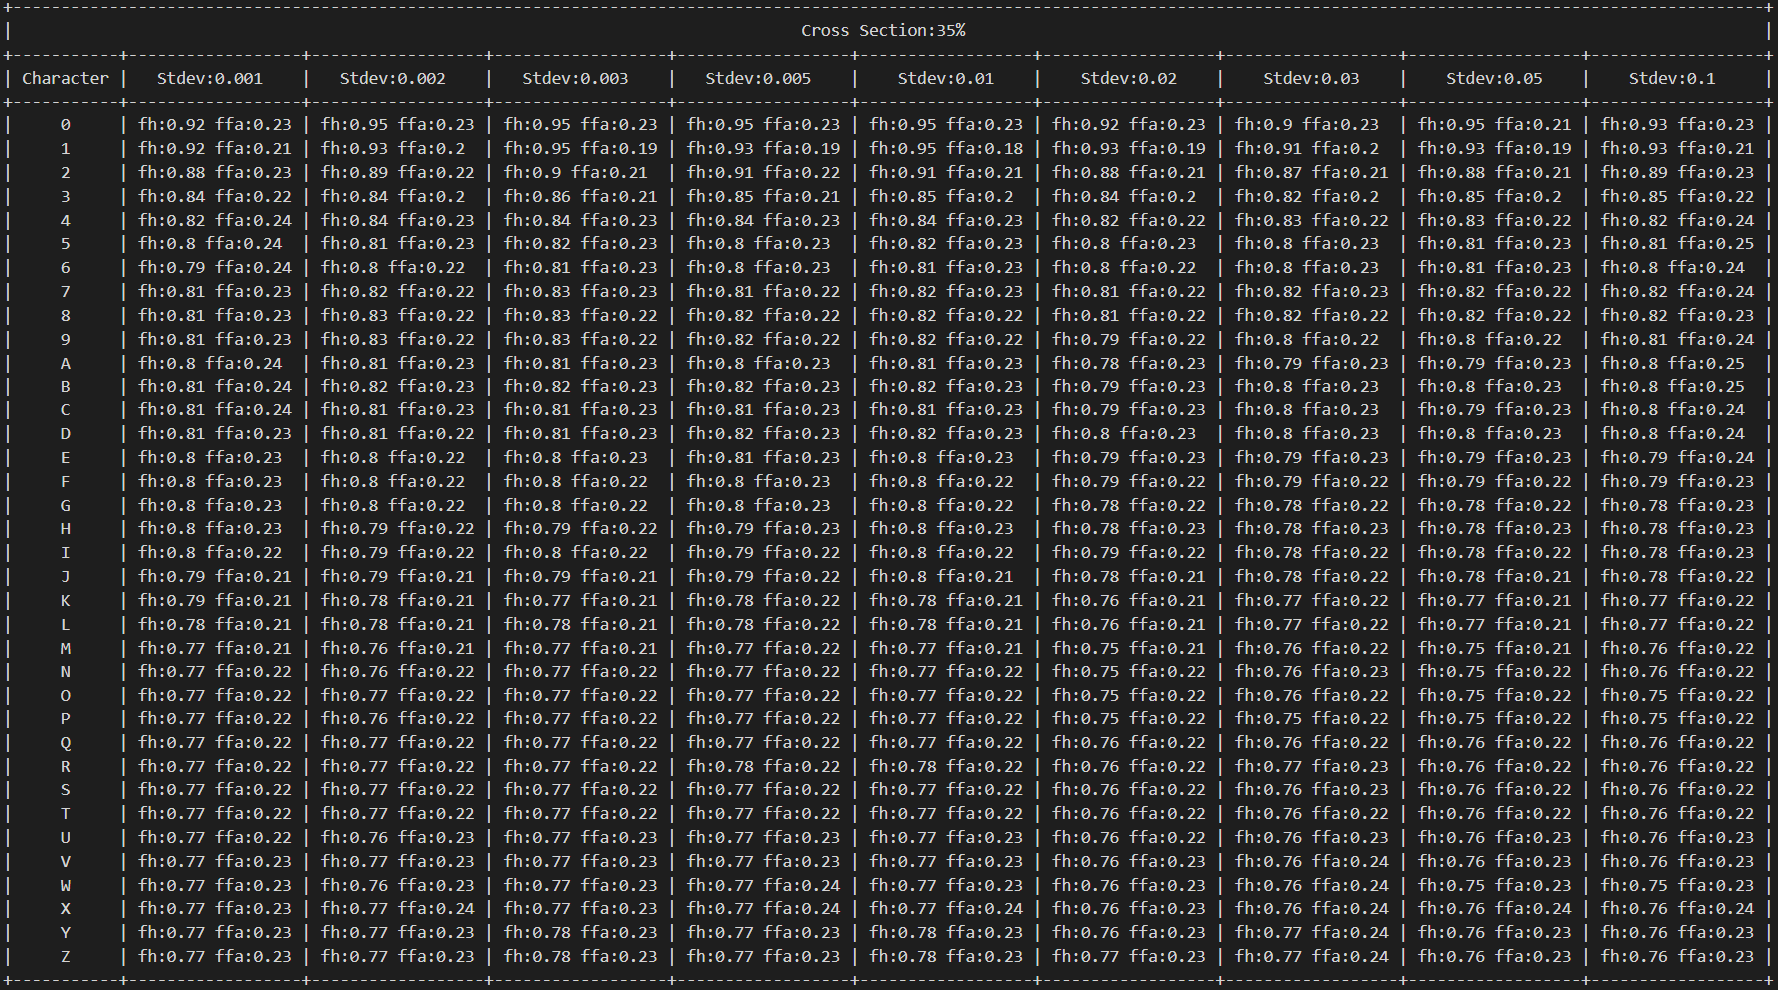 Cross Section:35%
| Character | Stdev:0.001 | Stdev:0.002 | Stdev:0.003 | Stdev:0.005 | Stdev:0.01 | Stdev:0.02 | Stdev:0.03 | Stdev:0.05 | Stdev:0.1 |
| 0 | fh:0.92 ffa:0.23 | fh:0.95 ffa:0.23 | fh:0.95 ffa:0.23 | fh:0.95 ffa:0.23 | fh:0.95 ffa:0.23 | fh:0.92 ffa:0.23 | fh:0.9 ffa:0.23 | fh:0.95 ffa:0.21 | fh:0.93 ffa:0.23 |
| 1 | fh:0.92 ffa:0.21 | fh:0.93 ffa:0.2 | fh:0.95 ffa:0.19 | fh:0.93 ffa:0.19 | fh:0.95 ffa:0.18 | fh:0.93 ffa:0.19 | fh:0.91 ffa:0.2 | fh:0.93 ffa:0.19 | fh:0.93 ffa:0.21 |
| 2 | fh:0.88 ffa:0.23 | fh:0.89 ffa:0.22 | fh:0.9 ffa:0.21 | fh:0.91 ffa:0.22 | fh:0.91 ffa:0.21 | fh:0.88 ffa:0.21 | fh:0.87 ffa:0.21 | fh:0.88 ffa:0.21 | fh:0.89 ffa:0.23 |
| 3 | fh:0.84 ffa:0.22 | fh:0.84 ffa:0.2 | fh:0.86 ffa:0.21 | fh:0.85 ffa:0.21 | fh:0.85 ffa:0.2 | fh:0.84 ffa:0.2 | fh:0.82 ffa:0.2 | fh:0.85 ffa:0.2 | fh:0.85 ffa:0.22 |
| 4 | fh:0.82 ffa:0.24 | fh:0.84 ffa:0.23 | fh:0.84 ffa:0.23 | fh:0.84 ffa:0.23 | fh:0.84 ffa:0.23 | fh:0.82 ffa:0.22 | fh:0.83 ffa:0.22 | fh:0.83 ffa:0.22 | fh:0.82 ffa:0.24 |
| 5 | fh:0.8 ffa:0.24 | fh:0.81 ffa:0.23 | fh:0.82 ffa:0.23 | fh:0.8 ffa:0.23 | fh:0.82 ffa:0.23 | fh:0.8 ffa:0.23 | fh:0.8 ffa:0.23 | fh:0.81 ffa:0.23 | fh:0.81 ffa:0.25 |
| 6 | fh:0.79 ffa:0.24 | fh:0.8 ffa:0.22 | fh:0.81 ffa:0.23 | fh:0.8 ffa:0.23 | fh:0.81 ffa:0.23 | fh:0.8 ffa:0.22 | fh:0.8 ffa:0.23 | fh:0.81 ffa:0.23 | fh:0.8 ffa:0.24 |
| 7 | fh:0.81 ffa:0.23 | fh:0.82 ffa:0.22 | fh:0.83 ffa:0.23 | fh:0.81 ffa:0.22 | fh:0.82 ffa:0.23 | fh:0.81 ffa:0.22 | fh:0.82 ffa:0.23 | fh:0.82 ffa:0.22 | fh:0.82 ffa:0.24 |
| 8 | fh:0.81 ffa:0.23 | fh:0.83 ffa:0.22 | fh:0.83 ffa:0.22 | fh:0.82 ffa:0.22 | fh:0.82 ffa:0.22 | fh:0.81 ffa:0.22 | fh:0.82 ffa:0.22 | fh:0.82 ffa:0.22 | fh:0.82 ffa:0.23 |
| 9 | fh:0.81 ffa:0.23 | fh:0.83 ffa:0.22 | fh:0.83 ffa:0.22 | fh:0.82 ffa:0.22 | fh:0.82 ffa:0.22 | fh:0.79 ffa:0.22 | fh:0.8 ffa:0.22 | fh:0.8 ffa:0.22 | fh:0.81 ffa:0.24 |
| A | fh:0.8 ffa:0.24 | fh:0.81 ffa:0.23 | fh:0.81 ffa:0.23 | fh:0.8 ffa:0.23 | fh:0.81 ffa:0.23 | fh:0.78 ffa:0.23 | fh:0.79 ffa:0.23 | fh:0.79 ffa:0.23 | fh:0.8 ffa:0.25 |
| B | fh:0.81 ffa:0.24 | fh:0.82 ffa:0.23 | fh:0.82 ffa:0.23 | fh:0.82 ffa:0.23 | fh:0.82 ffa:0.23 | fh:0.79 ffa:0.23 | fh:0.8 ffa:0.23 | fh:0.8 ffa:0.23 | fh:0.8 ffa:0.25 |
| C | fh:0.81 ffa:0.24 | fh:0.81 ffa:0.23 | fh:0.81 ffa:0.23 | fh:0.81 ffa:0.23 | fh:0.81 ffa:0.23 | fh:0.79 ffa:0.23 | fh:0.8 ffa:0.23 | fh:0.79 ffa:0.23 | fh:0.8 ffa:0.24 |
| D | fh:0.81 ffa:0.23 | fh:0.81 ffa:0.22 | fh:0.81 ffa:0.23 | fh:0.82 ffa:0.23 | fh:0.82 ffa:0.23 | fh:0.8 ffa:0.23 | fh:0.8 ffa:0.23 | fh:0.8 ffa:0.23 | fh:0.8 ffa:0.24 |
| E | fh:0.8 ffa:0.23 | fh:0.8 ffa:0.22 | fh:0.8 ffa:0.23 | fh:0.81 ffa:0.23 | fh:0.8 ffa:0.23 | fh:0.79 ffa:0.23 | fh:0.79 ffa:0.23 | fh:0.79 ffa:0.23 | fh:0.79 ffa:0.24 |
| F | fh:0.8 ffa:0.23 | fh:0.8 ffa:0.22 | fh:0.8 ffa:0.22 | fh:0.8 ffa:0.23 | fh:0.8 ffa:0.22 | fh:0.79 ffa:0.22 | fh:0.79 ffa:0.22 | fh:0.79 ffa:0.22 | fh:0.79 ffa:0.23 |
| G | fh:0.8 ffa:0.23 | fh:0.8 ffa:0.22 | fh:0.8 ffa:0.22 | fh:0.8 ffa:0.23 | fh:0.8 ffa:0.22 | fh:0.78 ffa:0.22 | fh:0.78 ffa:0.22 | fh:0.78 ffa:0.22 | fh:0.78 ffa:0.23 |
| H | fh:0.8 ffa:0.23 | fh:0.79 ffa:0.22 | fh:0.79 ffa:0.22 | fh:0.79 ffa:0.23 | fh:0.8 ffa:0.23 | fh:0.78 ffa:0.23 | fh:0.78 ffa:0.23 | fh:0.78 ffa:0.23 | fh:0.78 ffa:0.23 |
| I | fh:0.8 ffa:0.22 | fh:0.79 ffa:0.22 | fh:0.8 ffa:0.22 | fh:0.79 ffa:0.22 | fh:0.8 ffa:0.22 | fh:0.79 ffa:0.22 | fh:0.78 ffa:0.22 | fh:0.78 ffa:0.22 | fh:0.78 ffa:0.23 |
| J | fh:0.79 ffa:0.21 | fh:0.79 ffa:0.21 | fh:0.79 ffa:0.21 | fh:0.79 ffa:0.22 | fh:0.8 ffa:0.21 | fh:0.78 ffa:0.21 | fh:0.78 ffa:0.22 | fh:0.78 ffa:0.21 | fh:0.78 ffa:0.22 |
| K | fh:0.79 ffa:0.21 | fh:0.78 ffa:0.21 | fh:0.77 ffa:0.21 | fh:0.78 ffa:0.22 | fh:0.78 ffa:0.21 | fh:0.76 ffa:0.21 | fh:0.77 ffa:0.22 | fh:0.77 ffa:0.21 | fh:0.77 ffa:0.22 |
| L | fh:0.78 ffa:0.21 | fh:0.78 ffa:0.21 | fh:0.78 ffa:0.21 | fh:0.78 ffa:0.22 | fh:0.78 ffa:0.21 | fh:0.76 ffa:0.21 | fh:0.77 ffa:0.22 | fh:0.77 ffa:0.21 | fh:0.77 ffa:0.22 |
| M | fh:0.77 ffa:0.21 | fh:0.76 ffa:0.21 | fh:0.77 ffa:0.21 | fh:0.77 ffa:0.22 | fh:0.77 ffa:0.21 | fh:0.75 ffa:0.21 | fh:0.76 ffa:0.22 | fh:0.75 ffa:0.21 | fh:0.76 ffa:0.22 |
| N | fh:0.77 ffa:0.22 | fh:0.76 ffa:0.22 | fh:0.77 ffa:0.22 | fh:0.77 ffa:0.22 | fh:0.77 ffa:0.22 | fh:0.75 ffa:0.22 | fh:0.76 ffa:0.23 | fh:0.75 ffa:0.22 | fh:0.75 ffa:0.22 |
| O | fh:0.77 ffa:0.22 | fh:0.77 ffa:0.22 | fh:0.77 ffa:0.22 | fh:0.77 ffa:0.22 | fh:0.77 ffa:0.22 | fh:0.75 ffa:0.22 | fh:0.76 ffa:0.22 | fh:0.75 ffa:0.22 | fh:0.75 ffa:0.22 |
| P | fh:0.77 ffa:0.22 | fh:0.76 ffa:0.22 | fh:0.77 ffa:0.22 | fh:0.77 ffa:0.22 | fh:0.77 ffa:0.22 | fh:0.75 ffa:0.22 | fh:0.75 ffa:0.22 | fh:0.75 ffa:0.22 | fh:0.76 ffa:0.22 |
| Q | fh:0.77 ffa:0.22 | fh:0.77 ffa:0.22 | fh:0.77 ffa:0.22 | fh:0.77 ffa:0.22 | fh:0.77 ffa:0.22 | fh:0.76 ffa:0.22 | fh:0.76 ffa:0.22 | fh:0.76 ffa:0.22 | fh:0.76 ffa:0.22 |
| R | fh:0.77 ffa:0.22 | fh:0.77 ffa:0.22 | fh:0.77 ffa:0.22 | fh:0.78 ffa:0.22 | fh:0.78 ffa:0.22 | fh:0.76 ffa:0.22 | fh:0.77 ffa:0.23 | fh:0.76 ffa:0.22 | fh:0.76 ffa:0.22 |
| S | fh:0.77 ffa:0.22 | fh:0.77 ffa:0.22 | fh:0.77 ffa:0.22 | fh:0.77 ffa:0.22 | fh:0.77 ffa:0.22 | fh:0.76 ffa:0.22 | fh:0.76 ffa:0.23 | fh:0.76 ffa:0.22 | fh:0.76 ffa:0.22 |
| T | fh:0.77 ffa:0.22 | fh:0.77 ffa:0.22 | fh:0.77 ffa:0.22 | fh:0.77 ffa:0.22 | fh:0.77 ffa:0.22 | fh:0.76 ffa:0.22 | fh:0.76 ffa:0.22 | fh:0.76 ffa:0.22 | fh:0.76 ffa:0.22 |
| U | fh:0.77 ffa:0.22 | fh:0.76 ffa:0.23 | fh:0.77 ffa:0.23 | fh:0.77 ffa:0.23 | fh:0.77 ffa:0.23 | fh:0.76 ffa:0.22 | fh:0.76 ffa:0.23 | fh:0.76 ffa:0.23 | fh:0.76 ffa:0.23 |
| V | fh:0.77 ffa:0.23 | fh:0.77 ffa:0.23 | fh:0.77 ffa:0.23 | fh:0.77 ffa:0.23 | fh:0.77 ffa:0.23 | fh:0.76 ffa:0.23 | fh:0.76 ffa:0.24 | fh:0.76 ffa:0.23 | fh:0.76 ffa:0.23 |
| W | fh:0.77 ffa:0.23 | fh:0.76 ffa:0.23 | fh:0.77 ffa:0.23 | fh:0.77 ffa:0.24 | fh:0.77 ffa:0.23 | fh:0.76 ffa:0.23 | fh:0.76 ffa:0.24 | fh:0.75 ffa:0.23 | fh:0.75 ffa:0.23 |
| X | fh:0.77 ffa:0.23 | fh:0.77 ffa:0.24 | fh:0.77 ffa:0.23 | fh:0.77 ffa:0.24 | fh:0.77 ffa:0.24 | fh:0.76 ffa:0.23 | fh:0.76 ffa:0.24 | fh:0.76 ffa:0.24 | fh:0.76 ffa:0.24 |
| Y | fh:0.77 ffa:0.23 | fh:0.77 ffa:0.23 | fh:0.78 ffa:0.23 | fh:0.77 ffa:0.23 | fh:0.78 ffa:0.23 | fh:0.76 ffa:0.23 | fh:0.77 ffa:0.24 | fh:0.76 ffa:0.23 | fh:0.76 ffa:0.23 |
| Z | fh:0.77 ffa:0.23 | fh:0.77 ffa:0.23 | fh:0.78 ffa:0.23 | fh:0.77 ffa:0.23 | fh:0.78 ffa:0.23 | fh:0.77 ffa:0.23 | fh:0.77 ffa:0.24 | fh:0.76 ffa:0.23 | fh:0.76 ffa:0.23 |